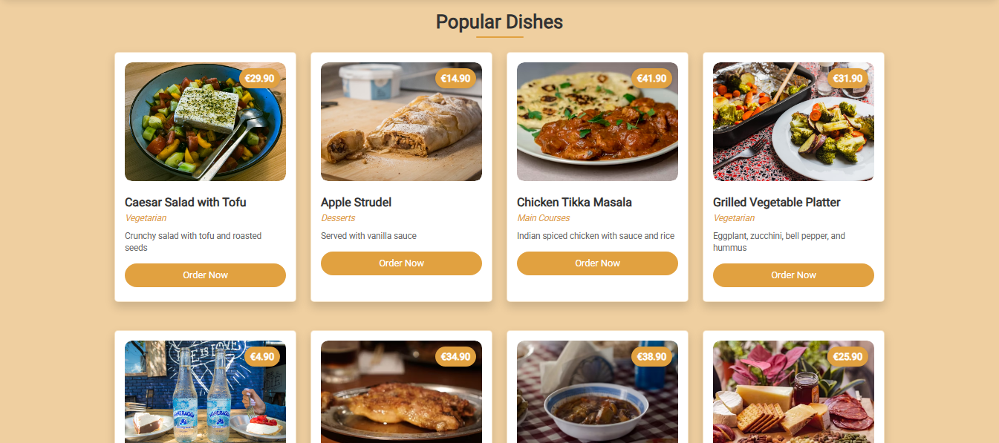 Popular Dishes
€29.90
€14.90
€41.90
€31.90
Caesar Salad with Tofu
Apple Strudel
Chicken Tikka Masala
Grilled Vegetable Platter
Vegetarian
Desserts
Main Courses
Vegetarian
Crunchy salad with tofu and roasted
seeds
Served with vanilla sauce
Indian spiced chicken with sauce and rice
Eggplant, zucchini, bell pepper, and
hummus
Order Now
Order Now
Order Now
Order Now
€4.90
€34.90
€38.90
€25.90